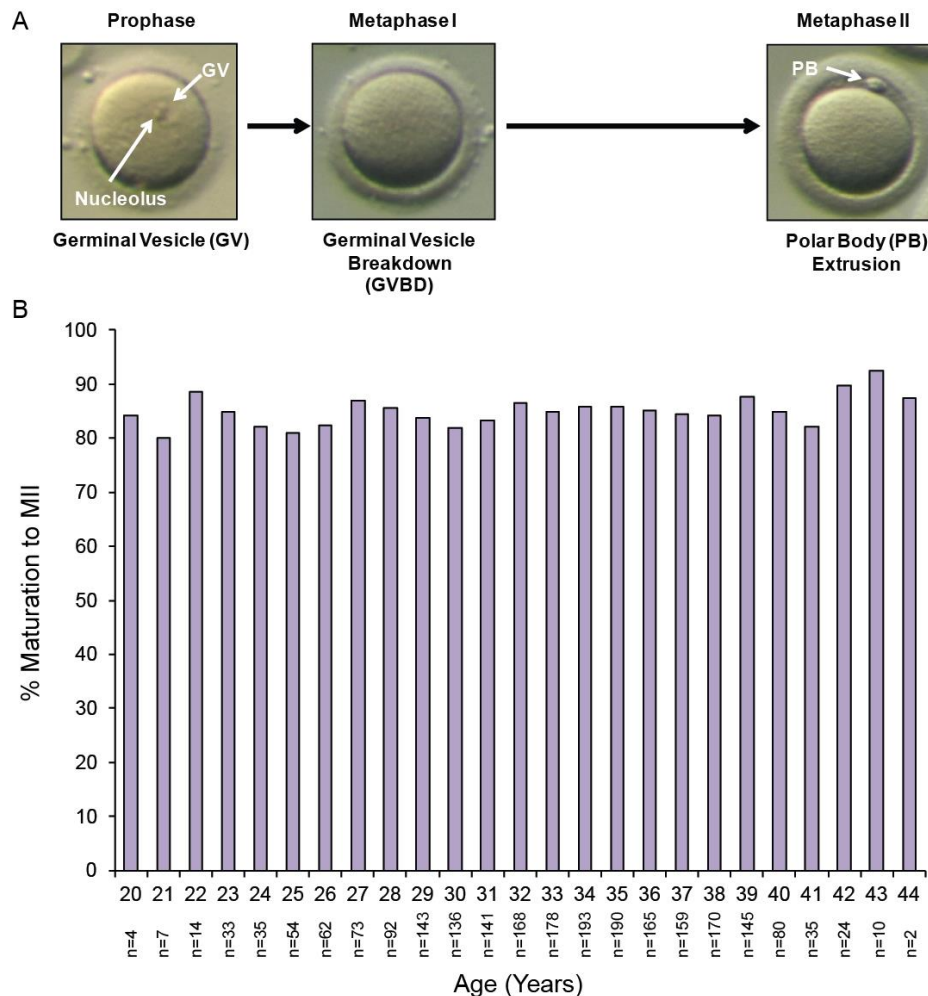 A
Prophase
Metaphase I
Metaphase II
GV
Nucleolus
PB
Germinal Vesicle (GV)
Germinal Vesicle
Breakdown
(GVBD)
Polar Body (PB)
Extrusion
B
% Maturation to MII
100
90
80
70
60
50
40
30
20
10
0
20 21 22 23 24 25 26 27 28 29 30 31 32 33 34 35 36 37 38 39 40 41 42 43 44
n=4 n=7 n=14 n=33 n=35 n=54 n=62 n=73 n=92 n=143 n=136 n=141 n=168 n=178 n=193 n=190 n=165 n=159 n=170 n=145 n=80 n=35 n=24 n=10 n=2
Age (Years)